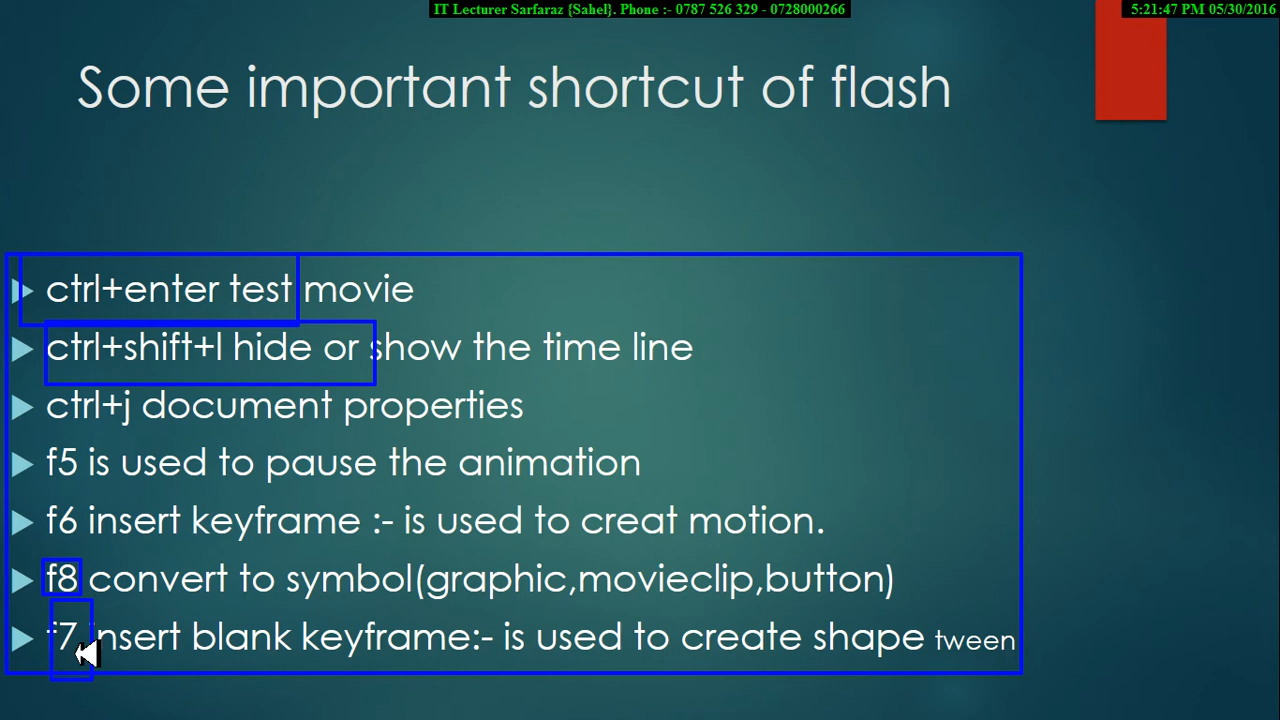 IT Lecturer Sarfaraz {Sahel}. Phone :- 0787 526 329 - 0728000266
5:21:47 PM 05/30/2016
Some important shortcut of flash
ctrl+enter test movie
ctrl+shift+l hide or show the time line
ctrl+j document properties
f5 is used to pause the animation
f6 insert keyframe :- is used to creat motion.
f8 convert to symbol(graphic,movieclip,button)
f7 insert blank keyframe:- is used to create shape tween